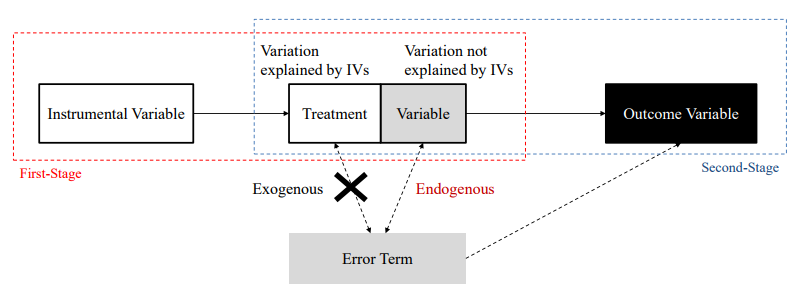 Variation
explained by IVs
Variation not
explained by IVs
Instrumental Variable
Treatment
Variable
Outcome Variable
First-Stage
Second-Stage
Exogenous
Endogenous
Error Term